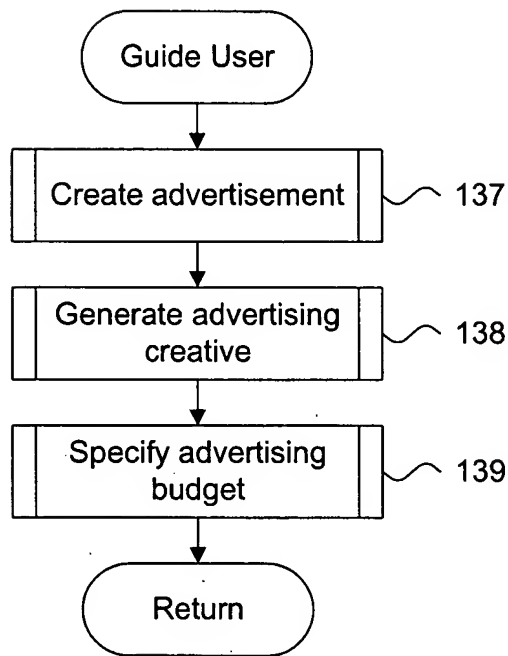 Guide User
Create advertisement
137
Generate advertising
creative
138
Specify advertising
budget
139
Return